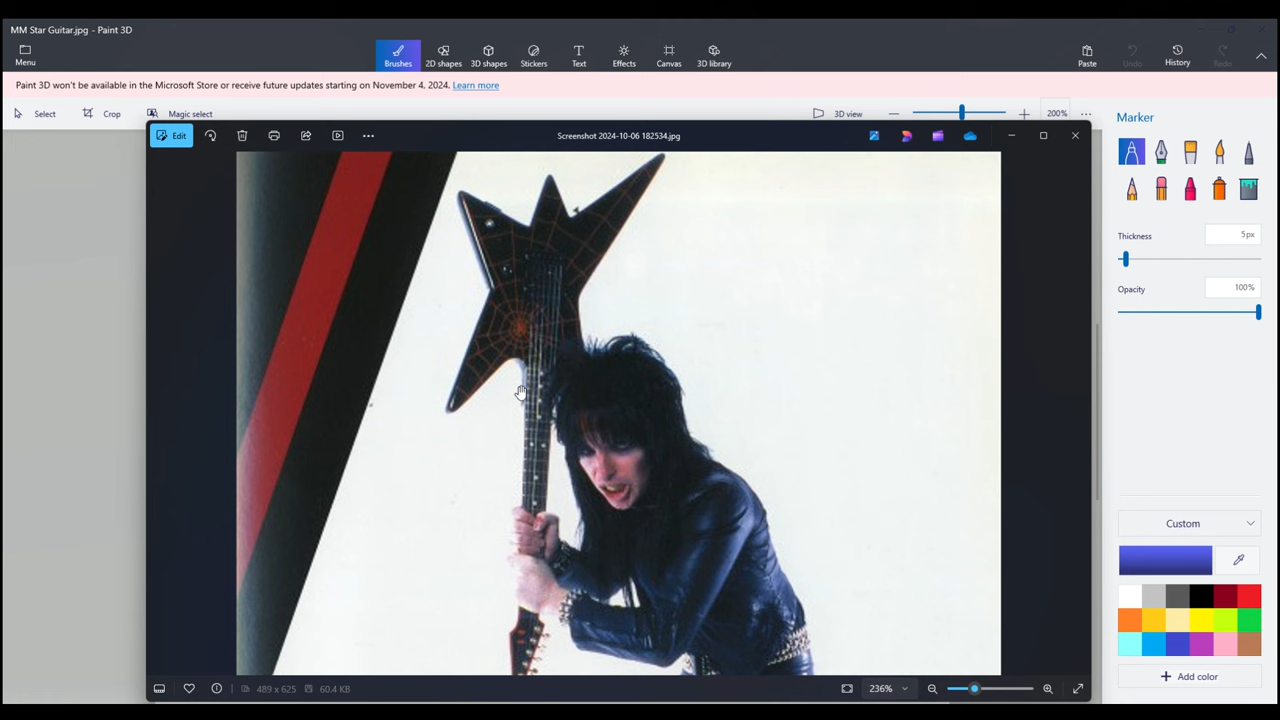 MM Star Guitar.jpg - Paint 3D
Menu
Brushes 2D shapes 3D shapes Stickers Text Effects Canvas 3D library Paste Undo History Redo
Paint 3D won't be available in the Microsoft Store or receive future updates starting on November 4, 2024. Learn more
Select Crop Magic select 3D view 200%
Marker
Edit Screenshot 2024-10-06 182534.jpg
Thickness 5px
Opacity 100%
Custom
Add color
489 x 625 60.4 KB 236%